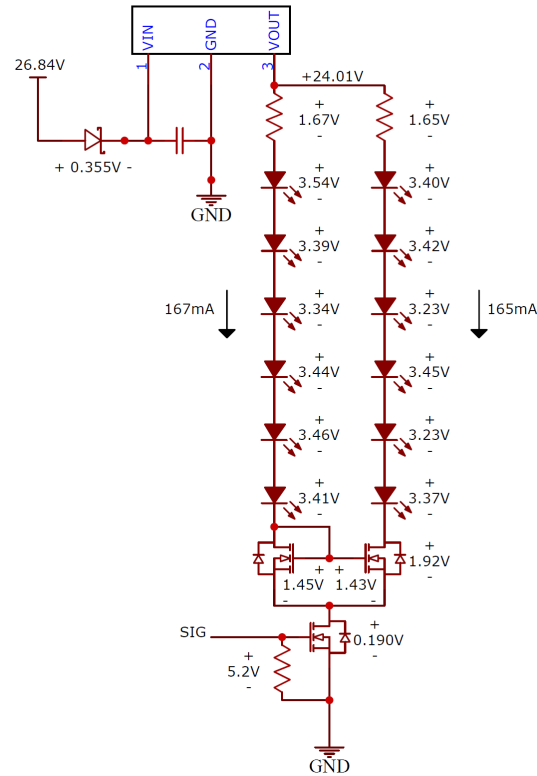 VIN
GND
VOUT
1
2
3
26.84V
+24.01V
+ 0.355V -
GND
+ +
1.67V 1.65V
- -
+ +
3.54V 3.40V
- -
+ +
3.39V 3.42V
- -
167mA
+ +
3.34V 3.23V
- -
165mA
+ +
3.44V 3.45V
- -
+ +
3.46V 3.23V
- -
+ +
3.41V 3.37V
- -
+
1.92V
-
+ +
1.45V 1.43V
- -
SIG
+
0.190V
-
+
5.2V
-
GND